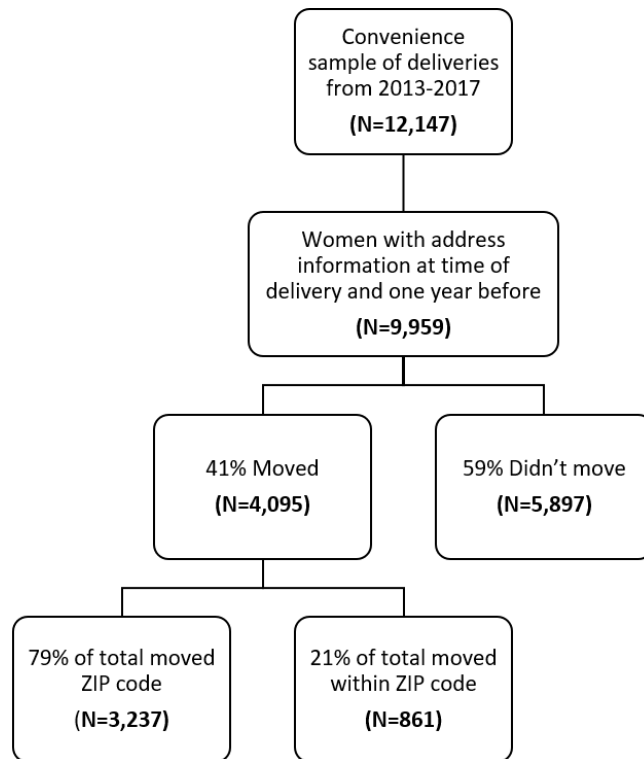 Convenience
sample of deliveries
from 2013-2017
(N=12,147)
Women with address
information at time of
delivery and one year before
(N=9,959)
41% Moved
(N=4,095)
59% Didn’t move
(N=5,897)
79% of total moved
ZIP code
(N=3,237)
21% of total moved
within ZIP code
(N=861)